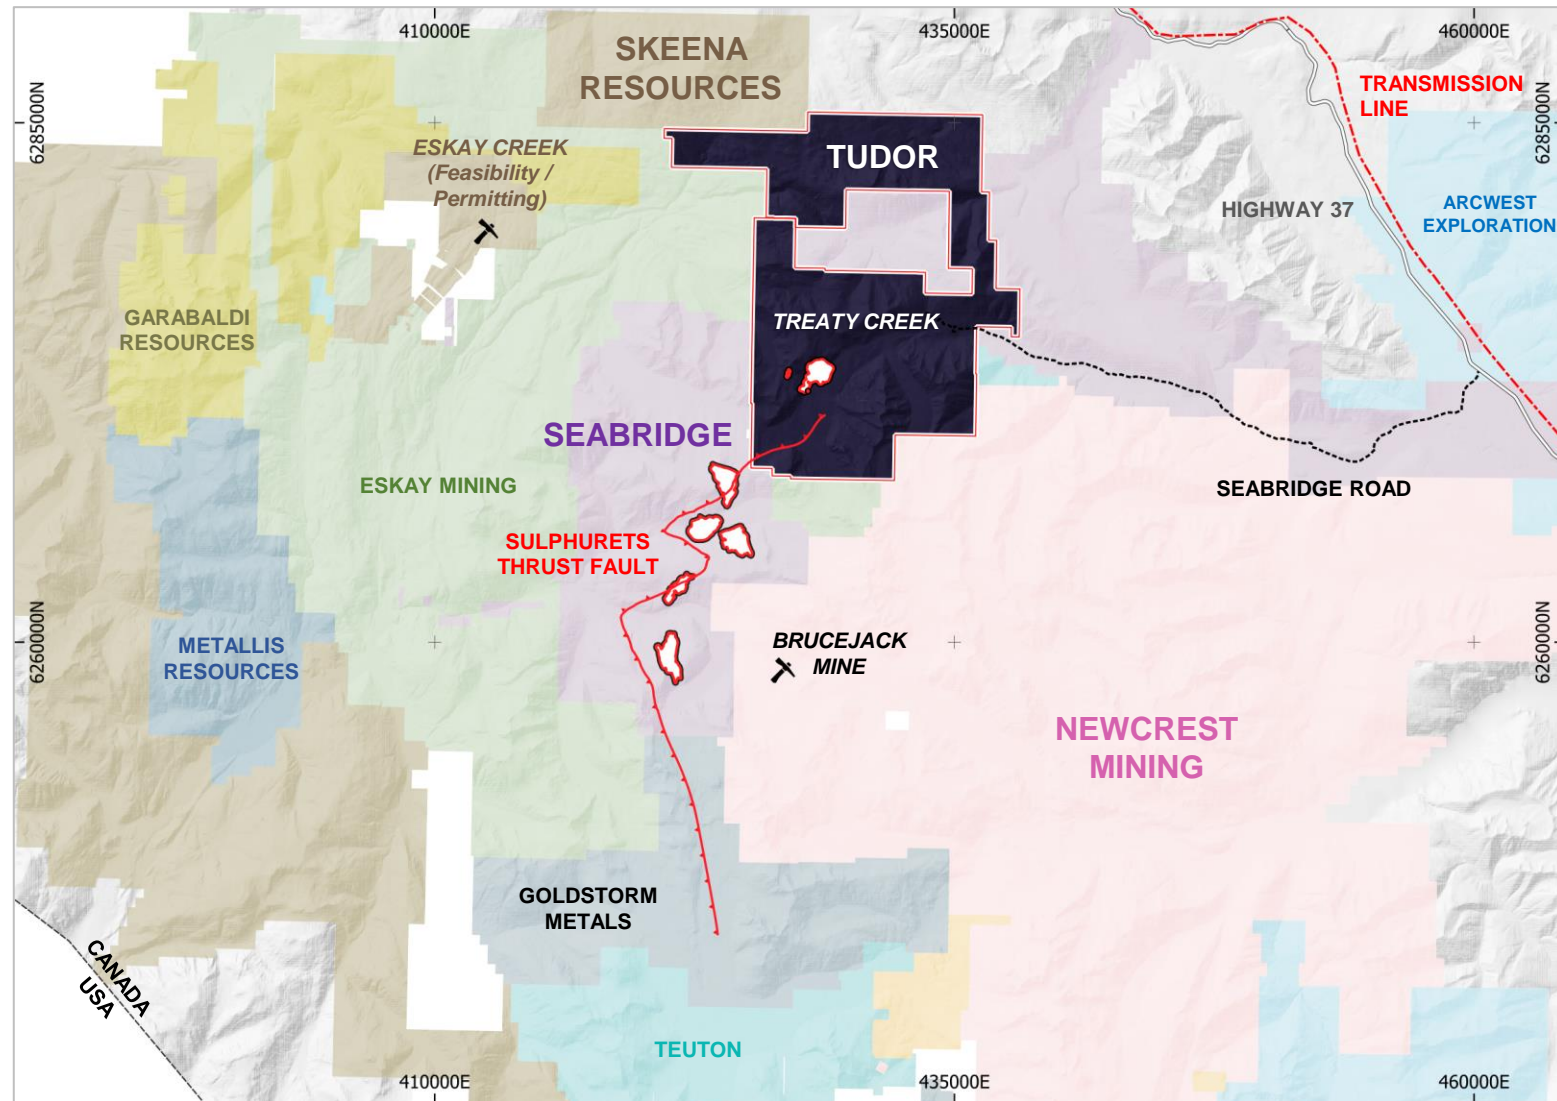 410000E
435000E
460000E
SKEENA
RESOURCES
TRANSMISSION
LINE
6285000N
6285000N
ESKAY CREEK
(Feasibility /
Permitting)
TUDOR
HIGHWAY 37
ARCWEST
EXPLORATION
GARABALDI
RESOURCES
TREATY CREEK
SEABRIDGE
ESKAY MINING
SEABRIDGE ROAD
SULPHURETS
THRUST FAULT
6260000N
6260000N
METALLIS
RESOURCES
BRUCEJACK
MINE
NEWCREST
MINING
GOLDSTORM
METALS
CANADA
USA
TEUTON
410000E
435000E
460000E